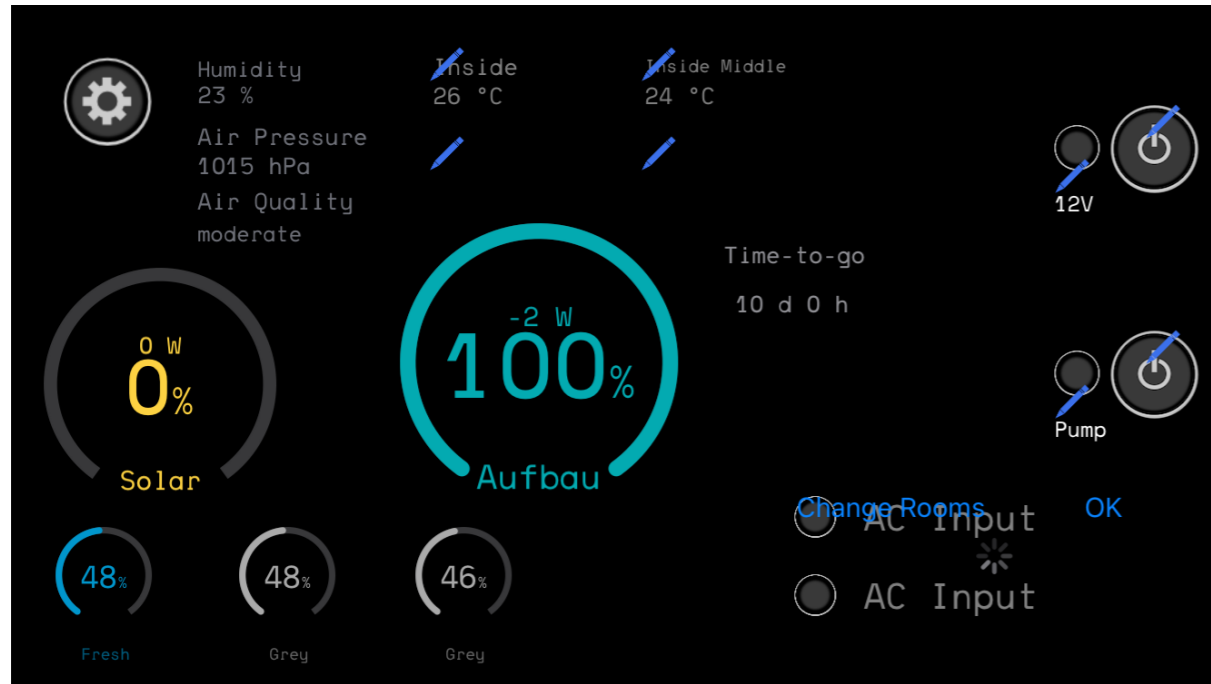 Humidity
23 %
Inside
26 °C
Inside Middle
24 °C
Air Pressure
1015 hPa
Air Quality
moderate
12V
Time-to-go
10 d 0 h
-2 W
100%
Aufbau
0 W
0%
Solar
Pump
Change Rooms
OK
AC Input
AC Input
48%
Fresh
48%
Grey
46%
Grey